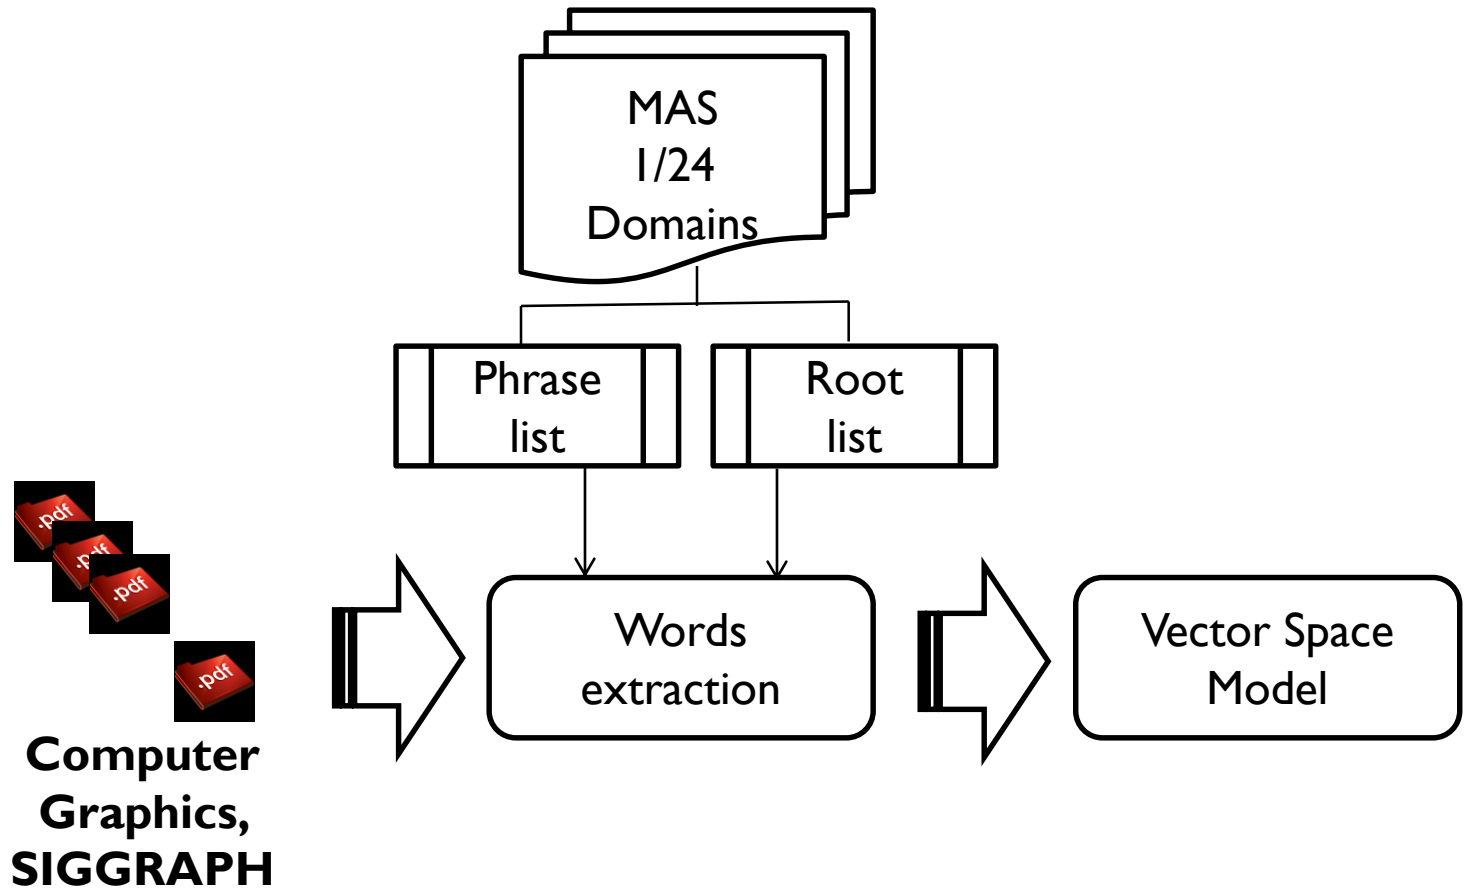 MAS
1/24
Domains
Phrase
list
Root
list
.pdf
.pdf
.pdf
.pdf
Words
extraction
Vector Space
Model
Computer
Graphics,
SIGGRAPH